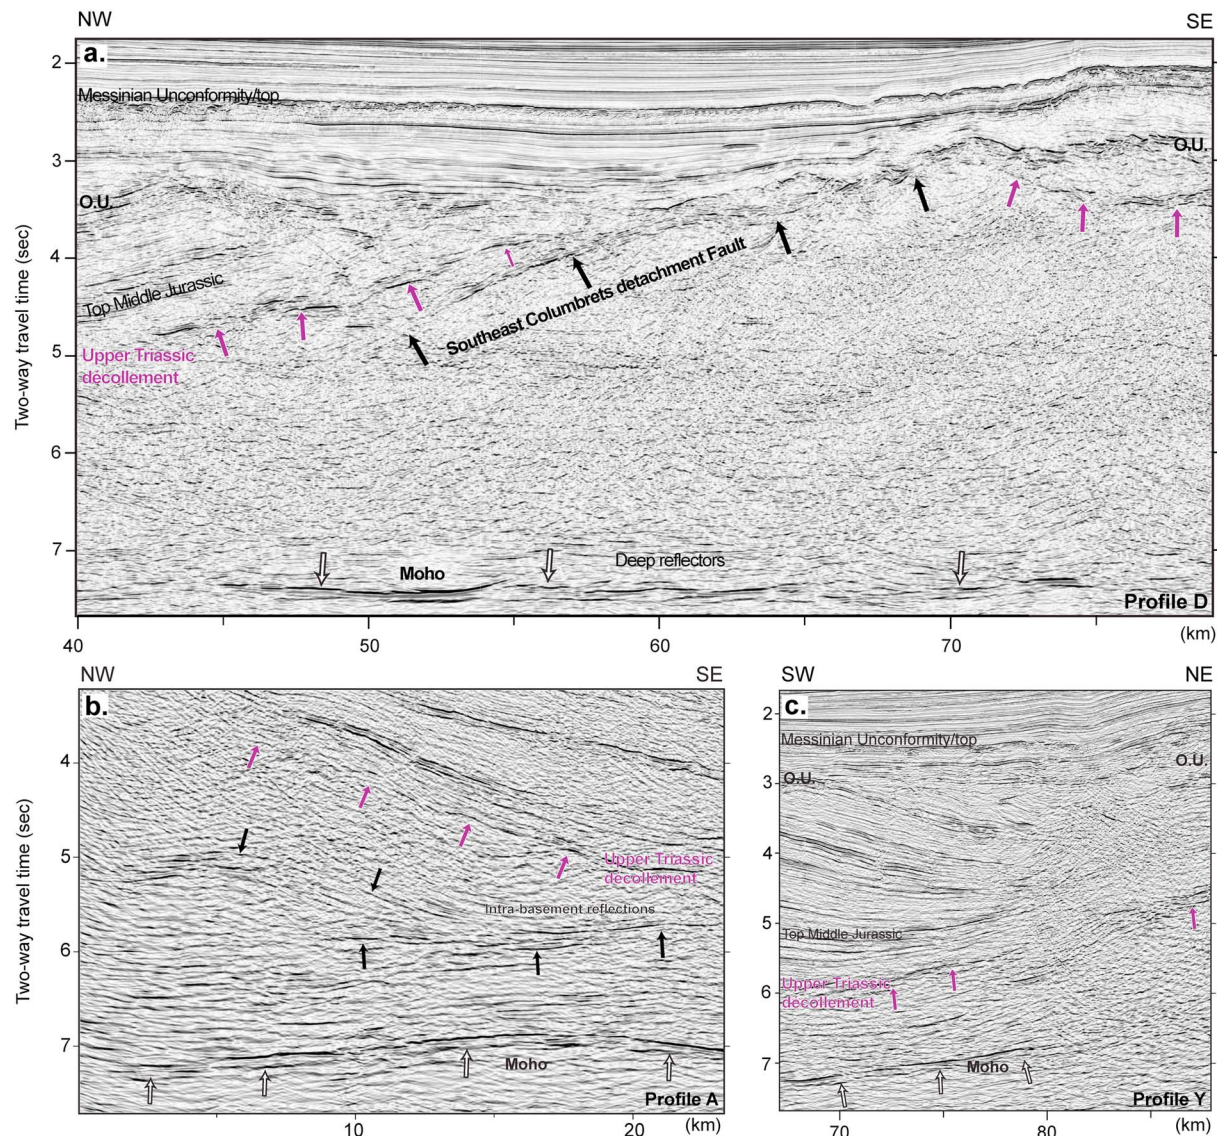 NW
SE
a.
2
Messinian Unconformity/top
3
O.U.
O.U.
4
Top Middle Jurassic
Southeast Columbrets detachment Fault
5
Upper Triassic
décollement
6
7
Deep reflectors
Moho
Profile D
Two-way travel time (sec)
40
50
60
70
(km)
NW
SE
b.
4
5
Upper Triassic
décollement
Intra-basement reflections
6
7
Moho
Profile A
Two-way travel time (sec)
10
20
(km)
SW
NE
c.
2
Messinian Unconformity/top
O.U.
3
O.U.
4
5
Top Middle Jurassic
Upper Triassic
6
décollement
7
Moho
Profile Y
70
80
(km)